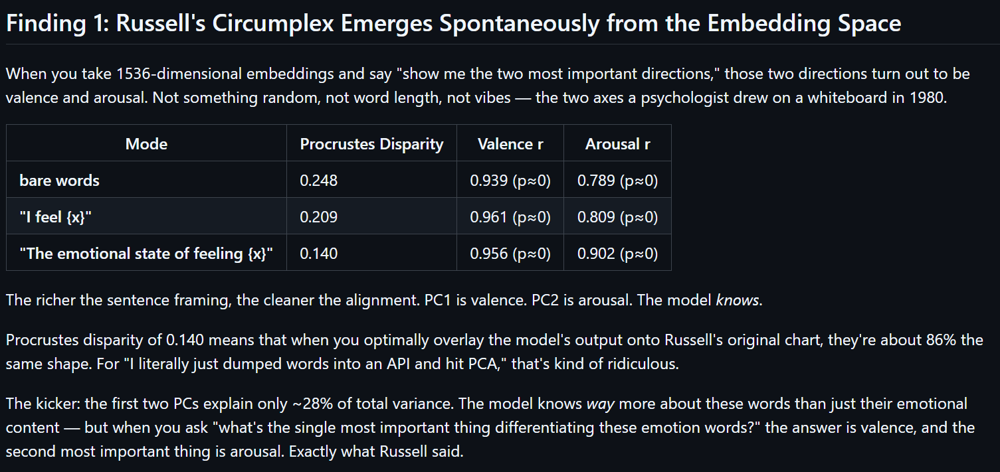 Finding 1: Russell's Circumplex Emerges Spontaneously from the Embedding Space
When you take 1536-dimensional embeddings and say "show me the two most important directions," those two directions turn out to be
valence and arousal. Not something random, not word length, not vibes — the two axes a psychologist drew on a whiteboard in 1980.
Mode Procrustes Disparity Valence r Arousal r
bare words 0.248 0.939 (p≈0) 0.789 (p≈0)
"I feel {x}" 0.209 0.961 (p≈0) 0.809 (p≈0)
"The emotional state of feeling {x}" 0.140 0.956 (p≈0) 0.902 (p≈0)
The richer the sentence framing, the cleaner the alignment. PC1 is valence. PC2 is arousal. The model knows.
Procrustes disparity of 0.140 means that when you optimally overlay the model's output onto Russell's original chart, they're about 86% the
same shape. For "I literally just dumped words into an API and hit PCA," that's kind of ridiculous.
The kicker: the first two PCs explain only ~28% of total variance. The model knows way more about these words than just their emotional
content — but when you ask "what's the single most important thing differentiating these emotion words?" the answer is valence, and the
second most important thing is arousal. Exactly what Russell said.